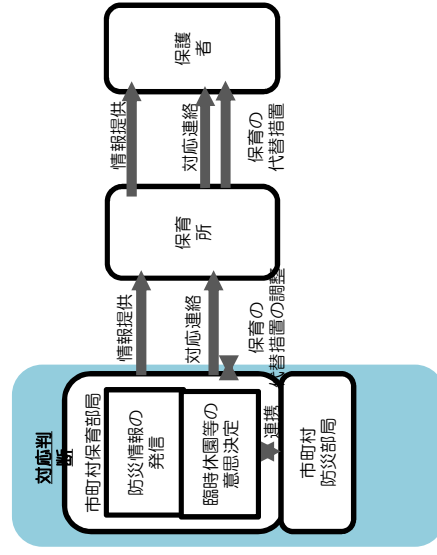 対応判
断
市町村保育部局
防災情報の
発信
臨時休園等の
意思決定
連携
市町村
防災部局
情報提供
対応連絡
保育の
代替措置の調整
保育
所
情報提供
対応連絡
保育の
代替措置
保護
者